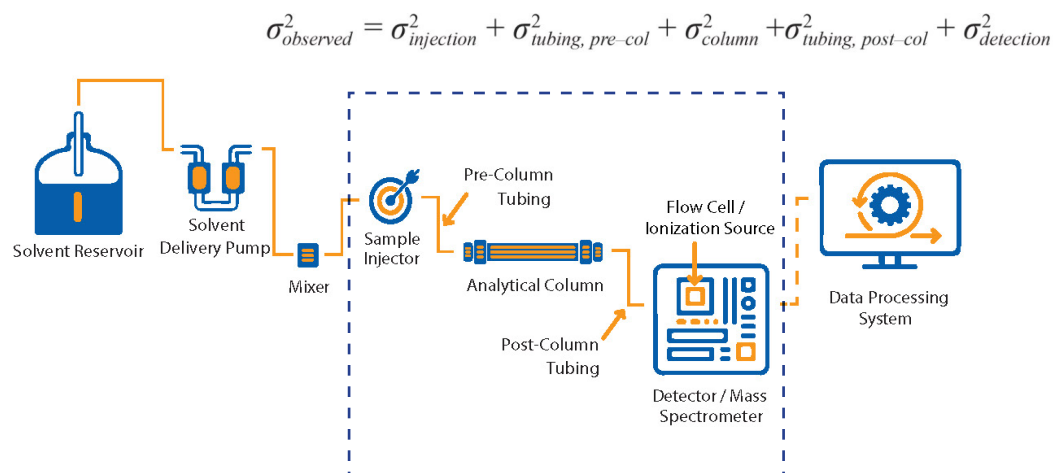 σ²observed = σ²injection + σ²tubing, pre–col + σ²column +σ²tubing, post–col + σ²detection
Solvent Reservoir
Solvent
Delivery Pump
Mixer
Sample
Injector
Pre-Column
Tubing
Analytical Column
Post-Column
Tubing
Flow Cell /
Ionization Source
Detector / Mass
Spectrometer
Data Processing
System